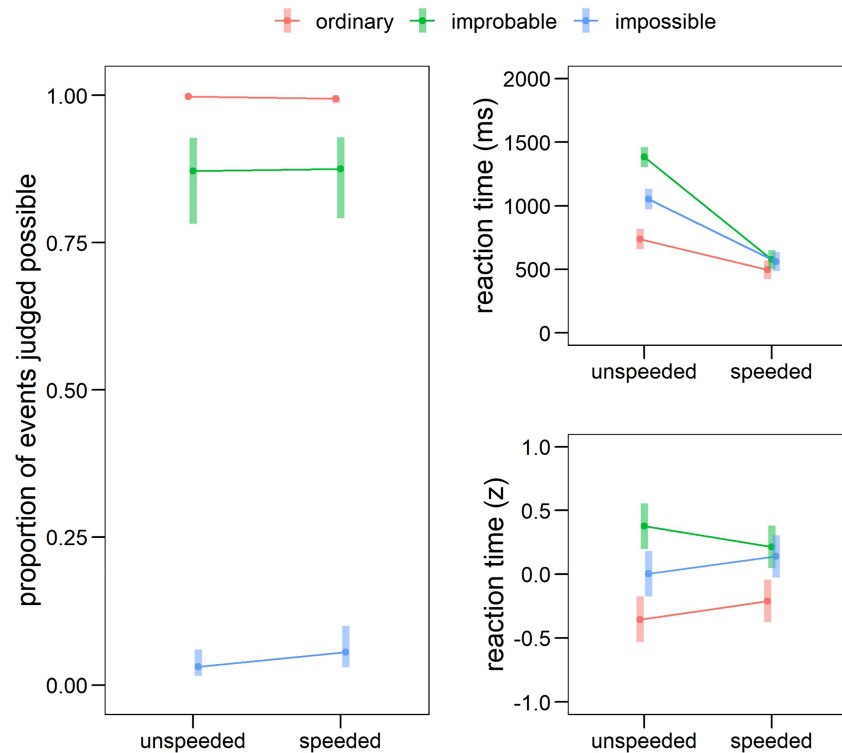 ordinary improbable impossible
proportion of events judged possible
1.00
0.75
0.50
0.25
0.00
unspeeded speeded
reaction time (ms)
2000
1500
1000
500
0
unspeeded speeded
reaction time (z)
1.0
0.5
0.0
-0.5
-1.0
unspeeded speeded